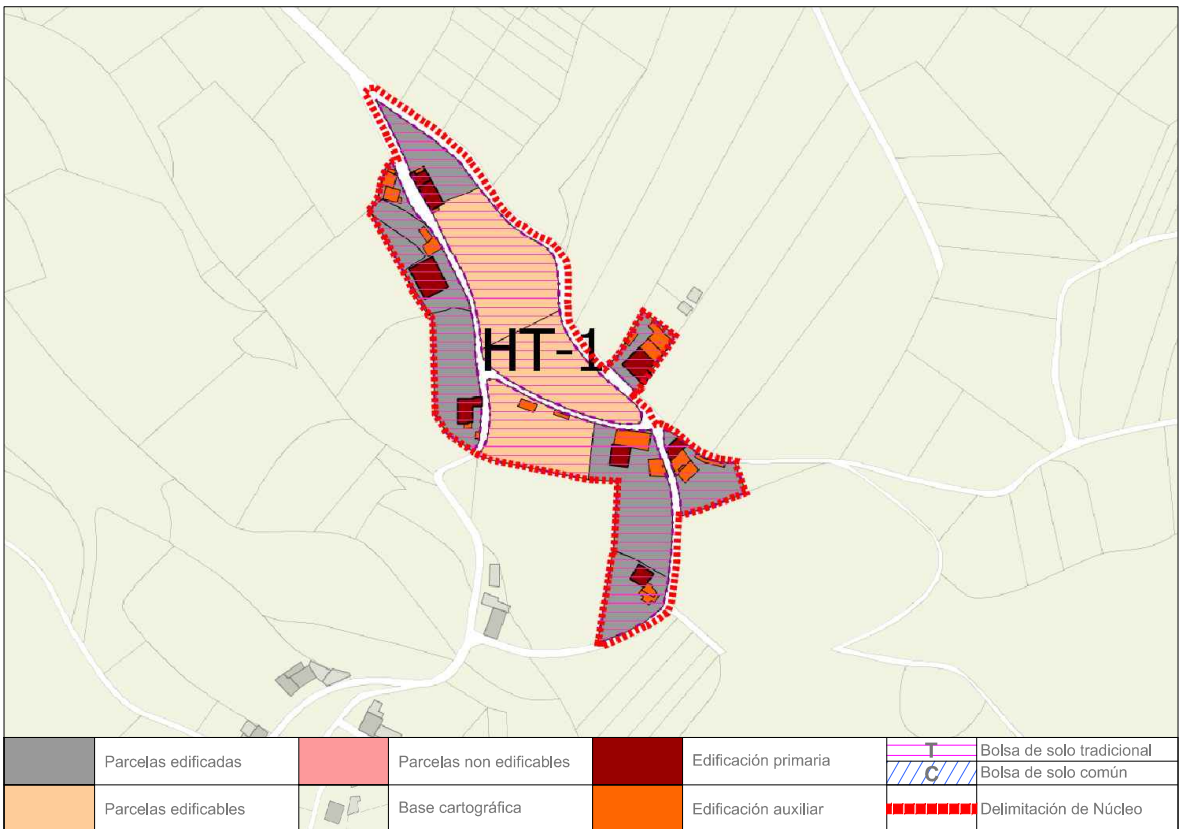 HT-1
Parcelas edificadas
Parcelas non edificables
Edificación primaria
T
Bolsa de solo tradicional
C
Bolsa de solo común
Parcelas edificables
Base cartográfica
Edificación auxiliar
Delimitación de Núcleo